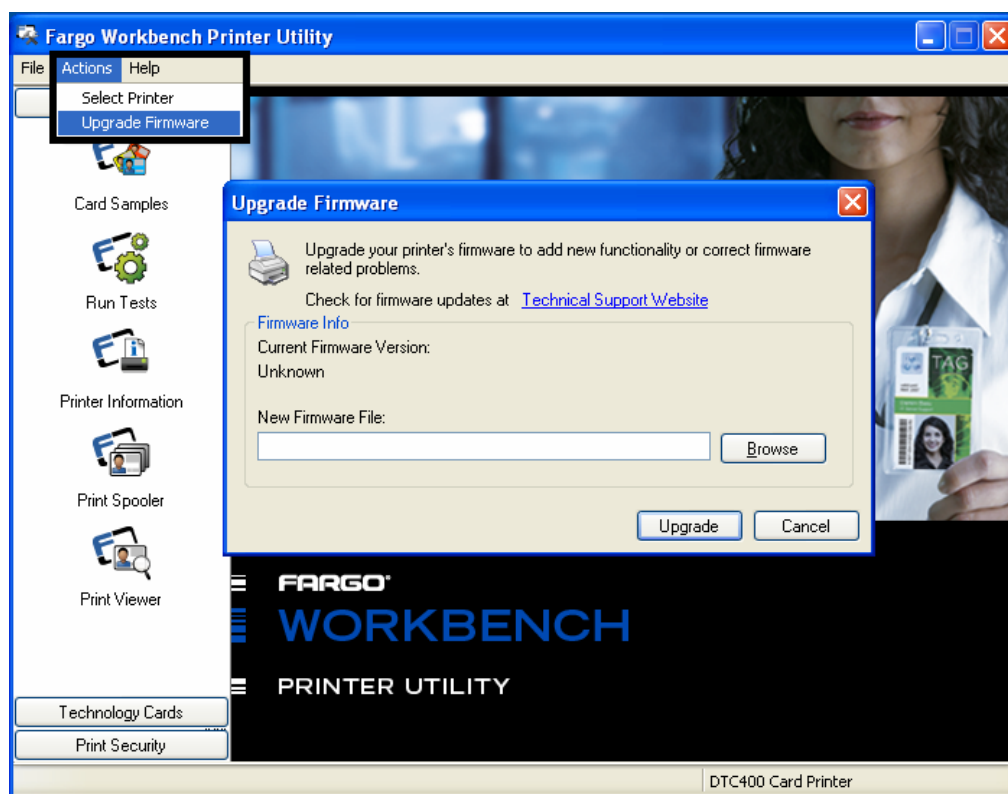 Fargo Workbench Printer Utility
File Actions Help
Select Printer
Upgrade Firmware
Card Samples
Run Tests
Printer Information
Print Spooler
Print Viewer
Technology Cards
Print Security
Upgrade Firmware
Upgrade your printer's firmware to add new functionality or correct firmware
related problems.
Check for firmware updates at Technical Support Website
Firmware Info
Current Firmware Version:
Unknown
New Firmware File:
Browse
Upgrade Cancel
TAG
FARGO
WORKBENCH
PRINTER UTILITY
DTC400 Card Printer